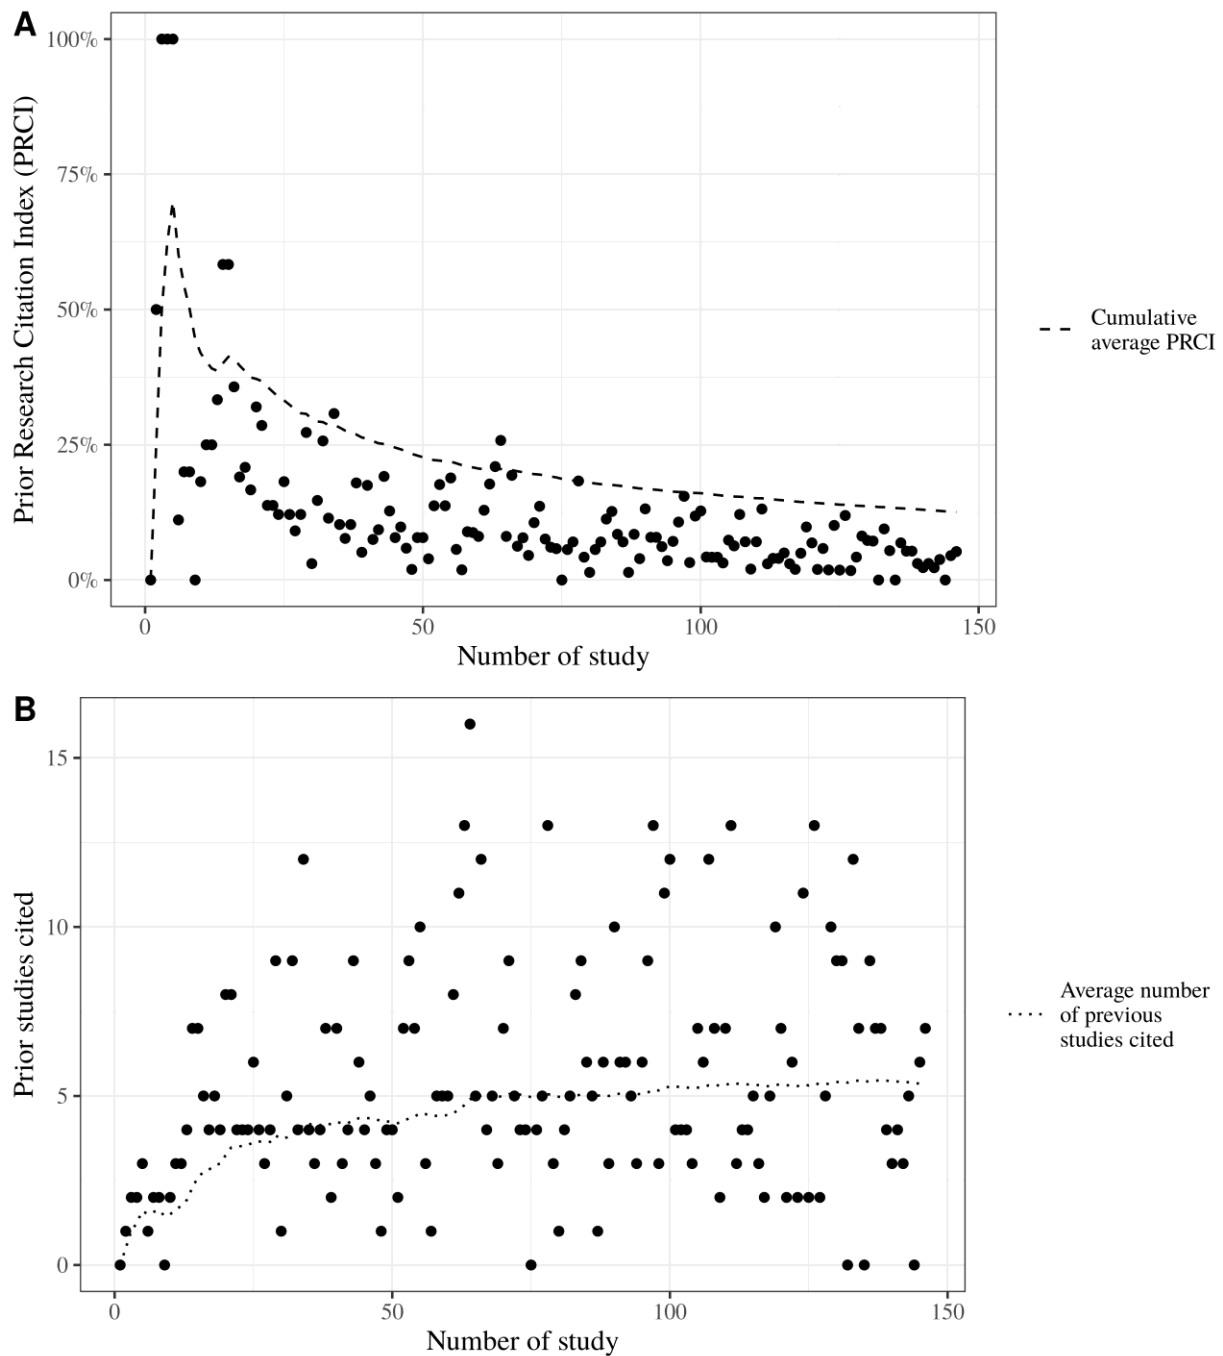 A
Prior Research Citation Index (PRCI)
100%
75%
50%
25%
0%
0 50 100 150
Number of study
Cumulative
average PRCI
B
Prior studies cited
15
10
5
0
0 50 100 150
Number of study
Average number
of previous
studies cited